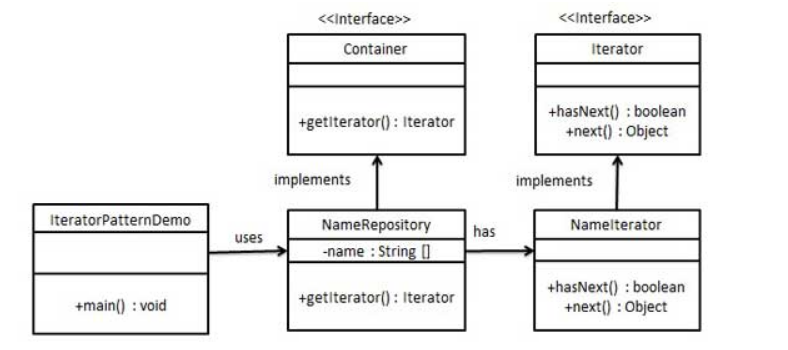 <<Interface>>
Container
+getIterator() : Iterator
<<Interface>>
Iterator
+hasNext() : boolean
+next() : Object
implements
implements
IteratorPatternDemo
+main() : void
uses
NameRepository
-name : String []
+getIterator() : Iterator
has
NameIterator
+hasNext() : boolean
+next() : Object